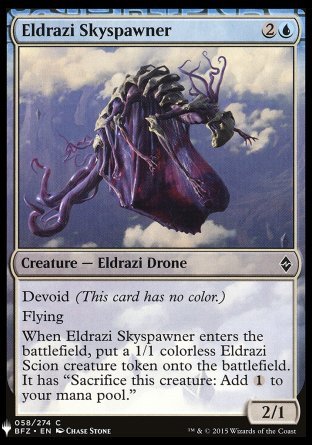 Eldrazi Skyspawner 2
Creature — Eldrazi Drone
Devoid (This card has no color.)
Flying
When Eldrazi Skyspawner enters the
battlefield, put a 1/1 colorless Eldrazi
Scion creature token onto the battlefield.
It has “Sacrifice this creature: Add 1 to
your mana pool.”
2/1
058/274 C
BFZ • EN Chase Stone
™ & © 2015 Wizards of the Coast